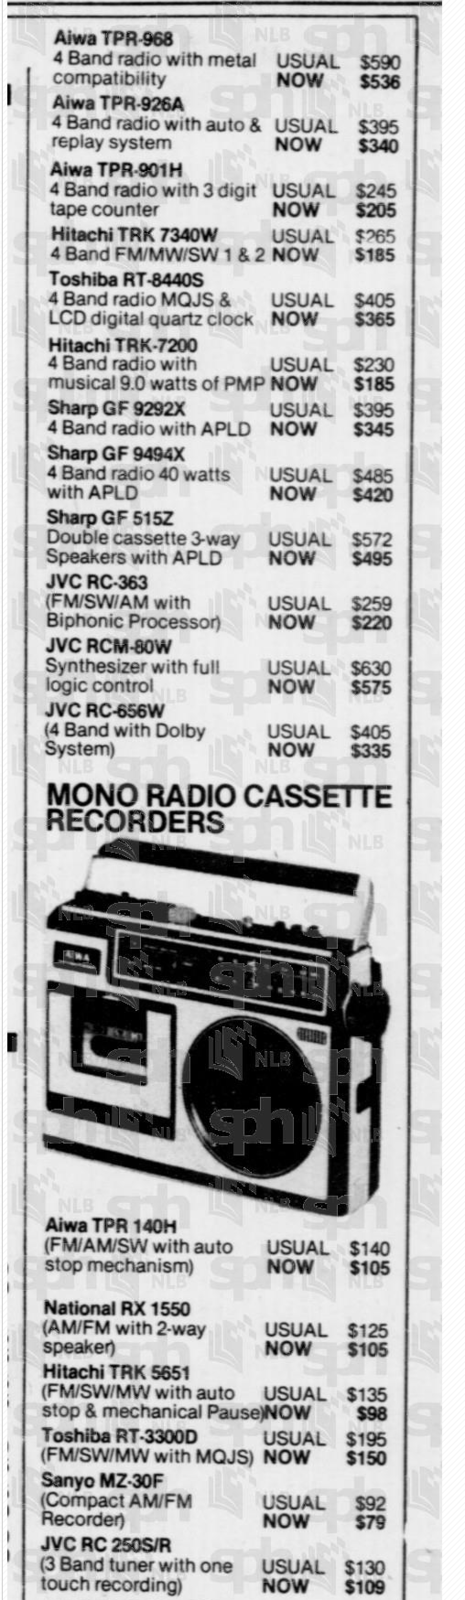 Aiwa TPR-968
4 Band radio with metal USUAL $590
compatibility NOW $536
Aiwa TPR-926A
4 Band radio with auto & USUAL $395
replay system NOW $340
Aiwa TPR-901H
4 Band radio with 3 digit USUAL $245
tape counter NOW $205
Hitachi TRK 7340W USUAL $265
4 Band FM/MW/SW 1 & 2 NOW $185
Toshiba RT-8440S
4 Band radio MQJS & USUAL $405
LCD digital quartz clock NOW $365
Hitachi TRK-7200
4 Band radio with USUAL $230
musical 9.0 watts of PMP NOW $185
Sharp GF 9292X USUAL $395
4 Band radio with APLD NOW $345
Sharp GF 9494X
4 Band radio 40 watts USUAL $485
with APLD NOW $420
Sharp GF 515Z
Double cassette 3-way USUAL $572
Speakers with APLD NOW $495
JVC RC-363
(FM/SW/AM with USUAL $259
Biphonic Processor) NOW $220
JVC RCM-80W
Synthesizer with full USUAL $630
logic control NOW $575
JVC RC-656W
(4 Band with Dolby USUAL $405
System) NOW $335
MONO RADIO CASSETTE
RECORDERS
AIWA
Aiwa TPR 140H
(FM/AM/SW with auto USUAL $140
stop mechanism) NOW $105
National RX 1550
(AM/FM with 2-way USUAL $125
speaker) NOW $105
Hitachi TRK 5651
(FM/SW/MW with auto USUAL $135
stop & mechanical Pause) NOW $98
Toshiba RT-3300D USUAL $195
(FM/SW/MW with MQJS) NOW $150
Sanyo MZ-30F
(Compact AM/FM USUAL $92
Recorder) NOW $79
JVC RC 250S/R
(3 Band tuner with one USUAL $130
touch recording) NOW $109